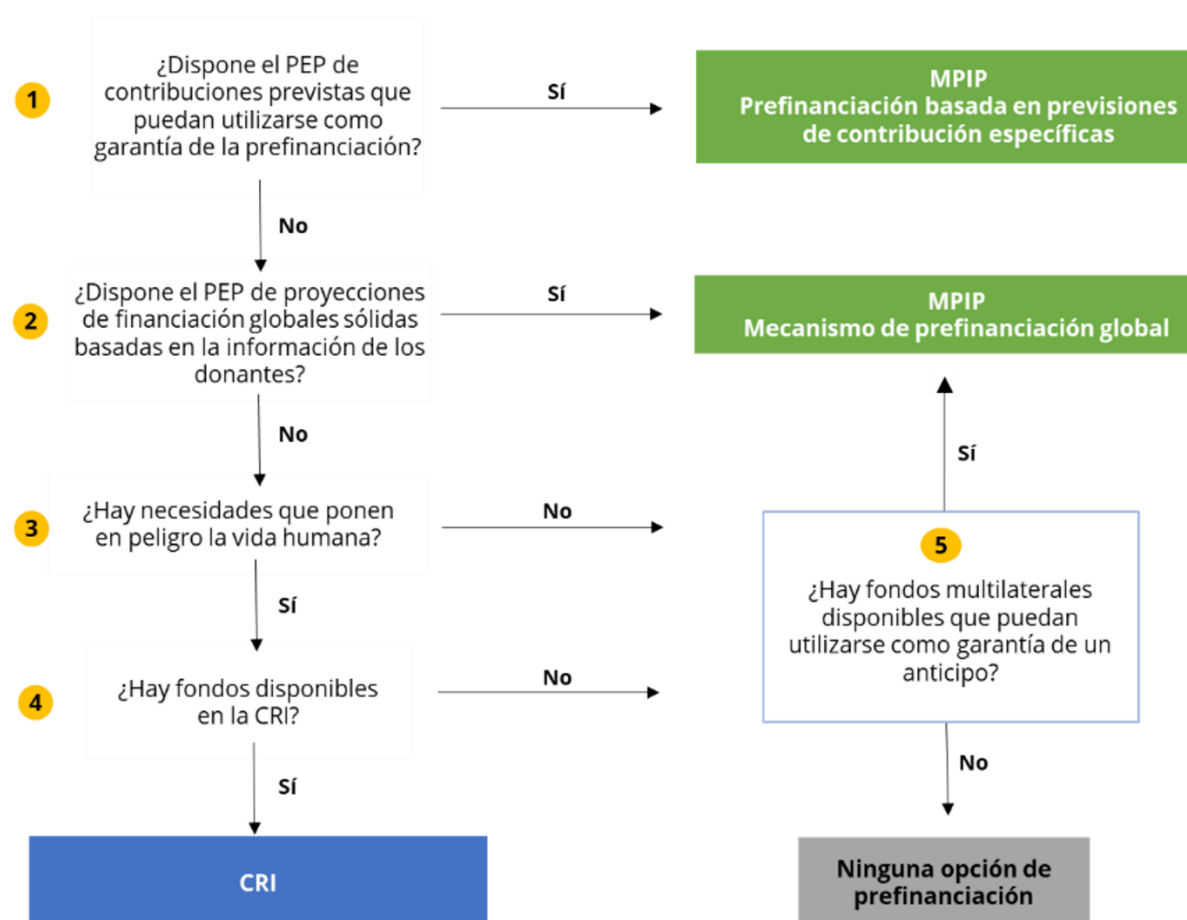 1
¿Dispone el PEP de
contribuciones previstas que
puedan utilizarse como
garantía de la prefinanciación?
Sí
MPIP
Prefinanciación basada en previsiones
de contribución específicas
No
2
¿Dispone el PEP de proyecciones
de financiación globales sólidas
basadas en la información de los
donantes?
Sí
MPIP
Mecanismo de prefinanciación global
No
3
¿Hay necesidades que ponen
en peligro la vida humana?
No
Sí
4
¿Hay fondos disponibles
en la CRI?
No
Sí
CRI
Sí
5
¿Hay fondos multilaterales
disponibles que puedan
utilizarse como garantía de un
anticipo?
No
Ninguna opción de
prefinanciación